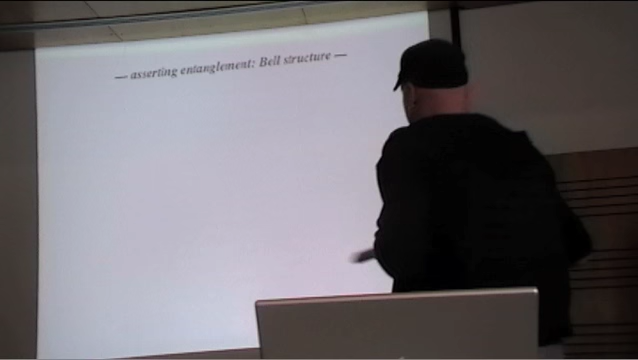 — asserting entanglement: Bell structure —